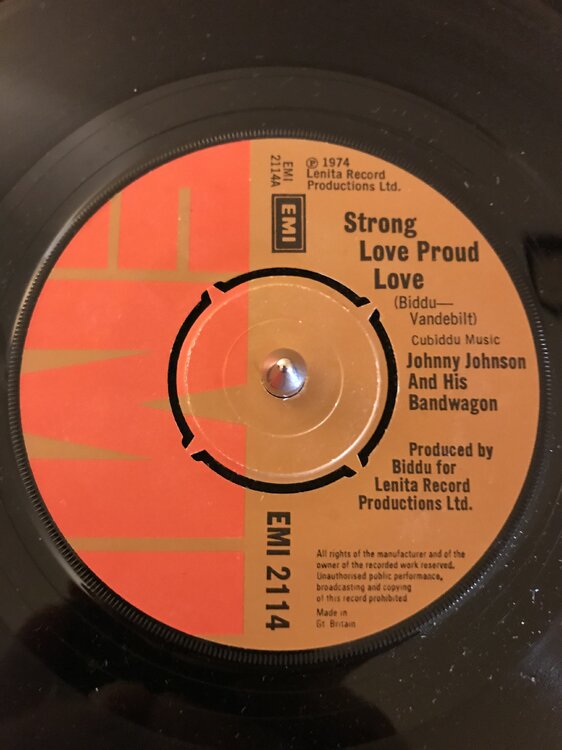 EMI
EMI
2114A
EMI
℗ 1974
Lenita Record
Productions Ltd.
Strong
Love Proud
Love
(Biddu—
Vandebilt)
Cubiddu Music
Johnny Johnson
And His
Bandwagon
Produced by
Biddu for
Lenita Record
Productions Ltd.
EMI 2114
All rights of the manufacturer and of the
owner of the recorded work reserved.
Unauthorised public performance,
broadcasting and copying
of this record prohibited
Made in
Gt Britain